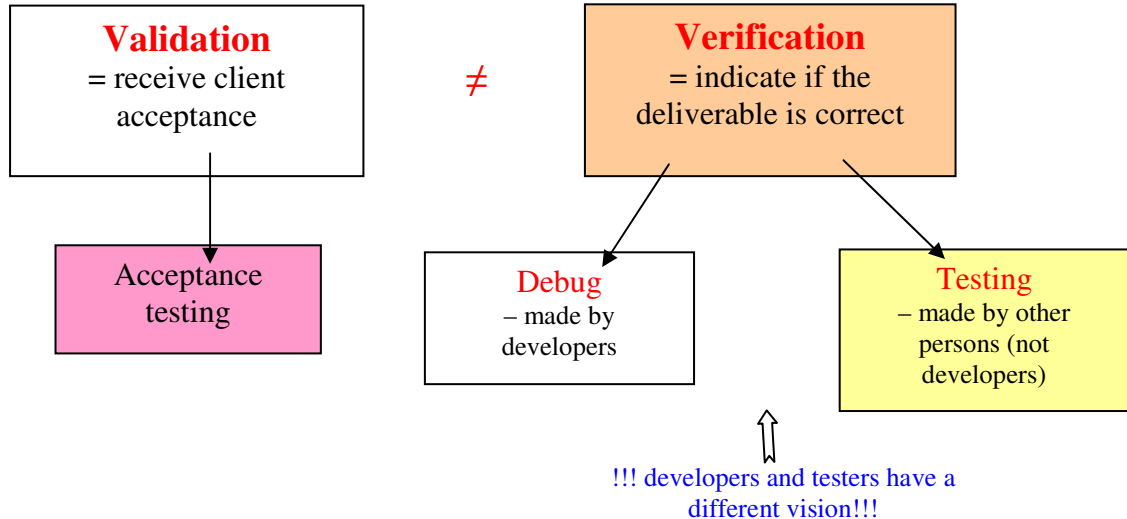 Validation
= receive client
acceptance
≠
Verification
= indicate if the
deliverable is correct
Acceptance
testing
Debug
– made by
developers
Testing
– made by other
persons (not
developers)
!!! developers and testers have a
different vision!!!